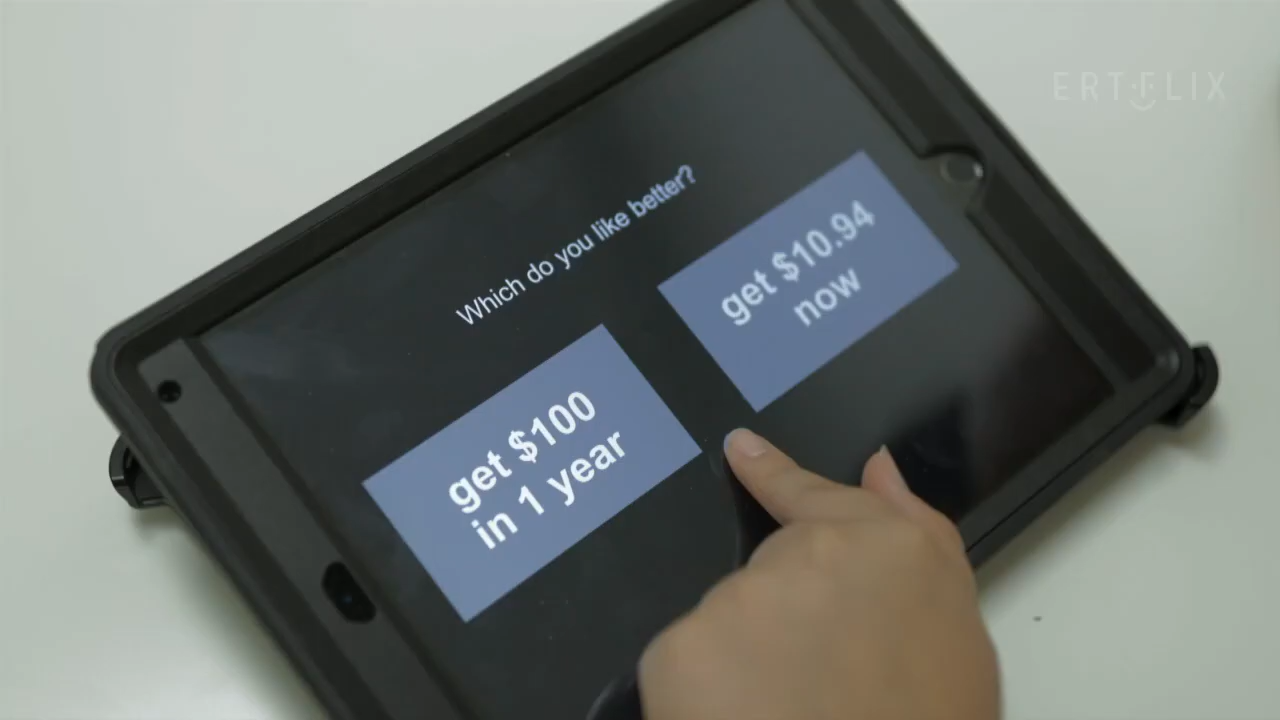 ERTFLIX
Which do you like better?
get $100
in 1 year
get $10.94
now